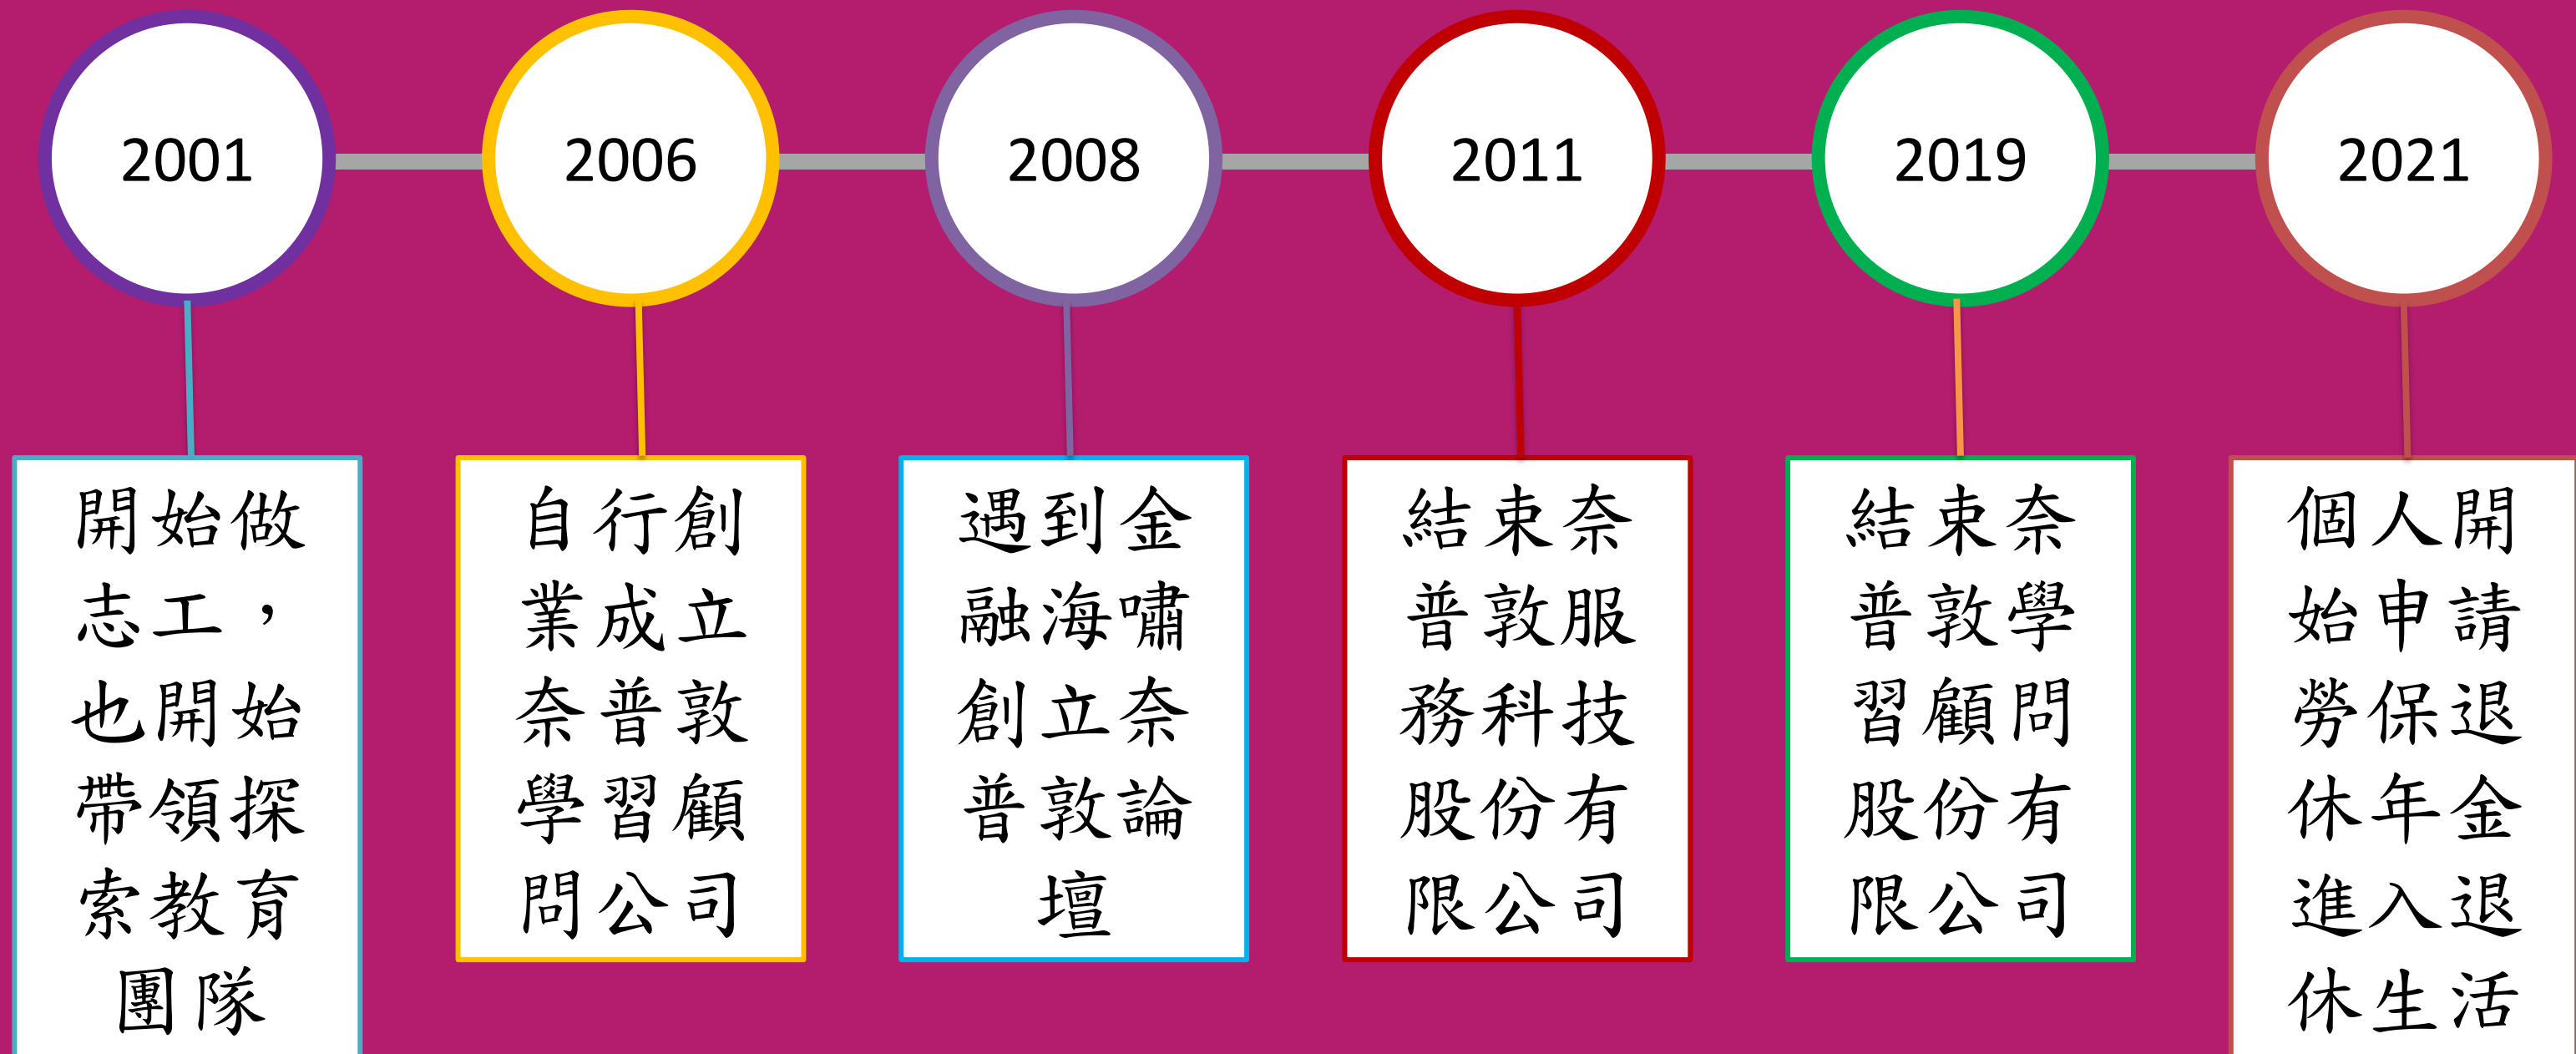 2001
2006
2008
2011
2019
2021
開始做
志工，
也開始
帶領探
索教育
團隊
自行創
業成立
奈普敦
學習顧
問公司
遇到金
融海嘯
創立奈
普敦論
壇
結束奈
普敦服
務科技
股份有
限公司
結束奈
普敦學
習顧問
股份有
限公司
個人開
始申請
勞保退
休年金
進入退
休生活